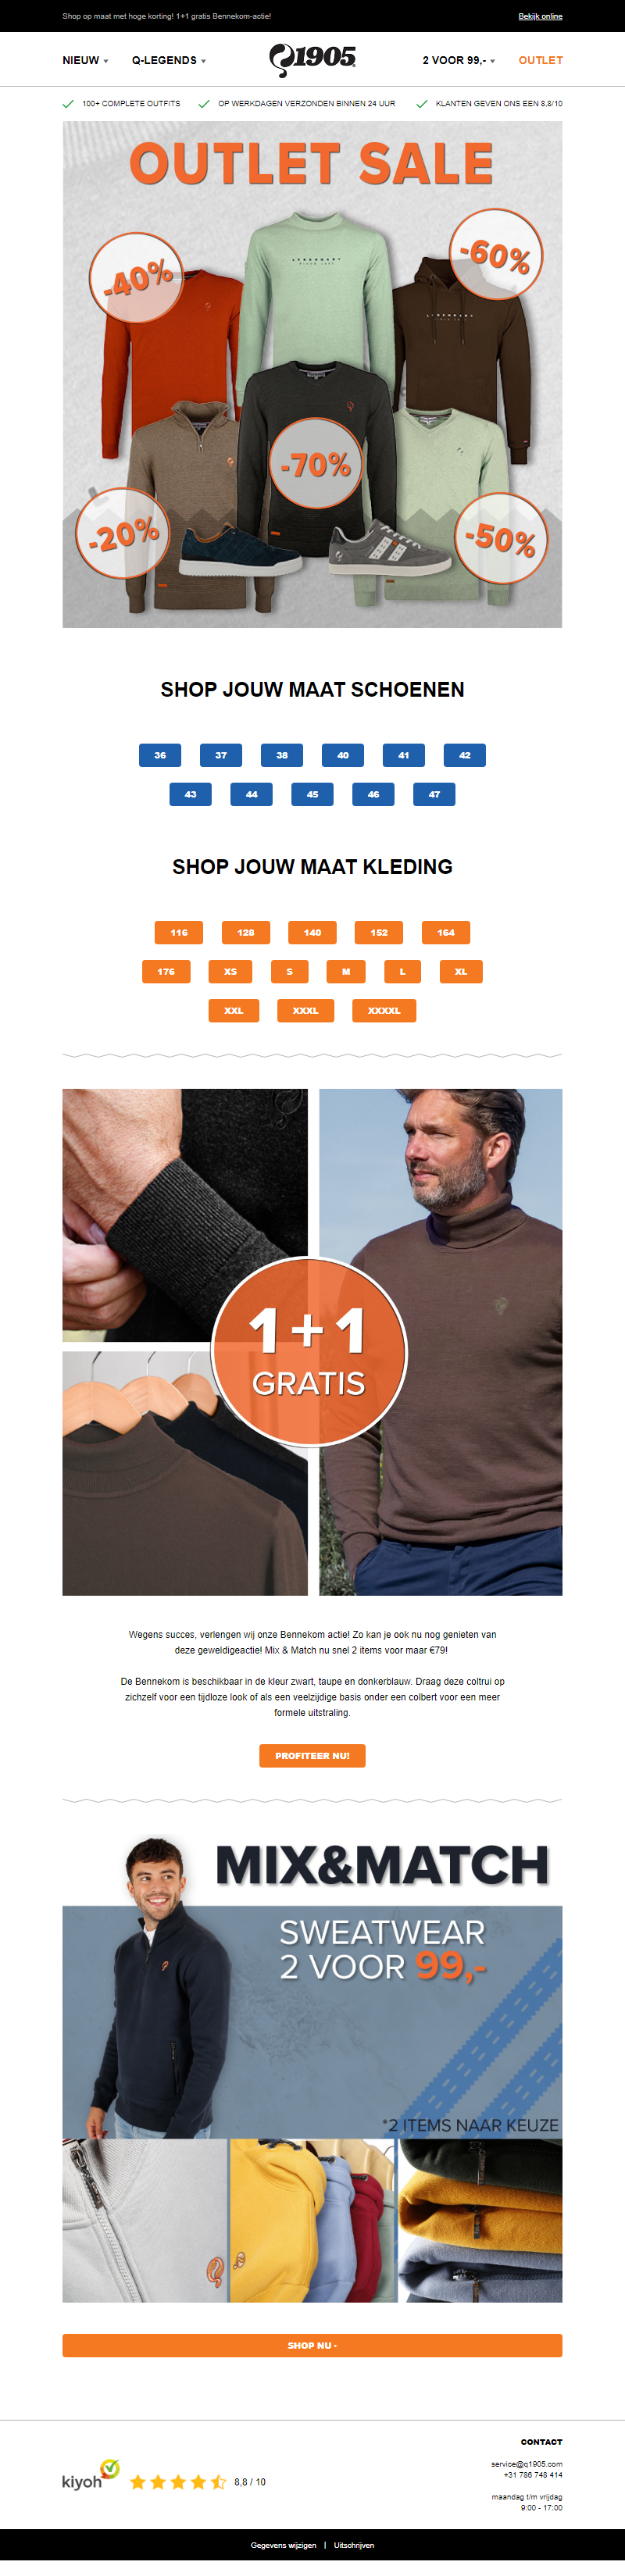 Shop op maat met hoge korting! 1+1 gratis Bennekom-actie!
Bekijk online
NIEUW
Q-LEGENDS
Q1905
2 VOOR 99,-
OUTLET
100+ COMPLETE OUTFITS
OP WERKDAGEN VERZONDEN BINNEN 24 UUR
KLANTEN GEVEN ONS EEN 8,8/10
OUTLET SALE
-40%
-60%
LEGENDARY
-70%
-20%
-50%
SHOP JOUW MAAT SCHOENEN
36 37 38 40 41 42
43 44 45 46 47
SHOP JOUW MAAT KLEDING
116 128 140 152 164
176 XS S M L XL
XXL XXXL XXXXL
1+1
GRATIS
Wegens succes, verlengen wij onze Bennekom actie! Zo kan je ook nu nog genieten van
deze geweldigeactie! Mix & Match nu snel 2 items voor maar €79!
De Bennekom is beschikbaar in de kleur zwart, taupe en donkerblauw. Draag deze coltrui op
zichzelf voor een tijdloze look of als een veelzijdige basis onder een colbert voor een meer
formele uitstraling.
PROFITEER NU!
MIX&MATCH
SWEATWEAR
2 VOOR 99,-
*2 ITEMS NAAR KEUZE
SHOP NU
CONTACT
service@q1905.com
+31 786 748 414
maandag t/m vrijdag
9:00 - 17:00
kiyoh
8,8 / 10
Gegevens wijzigen | Uitschrijven